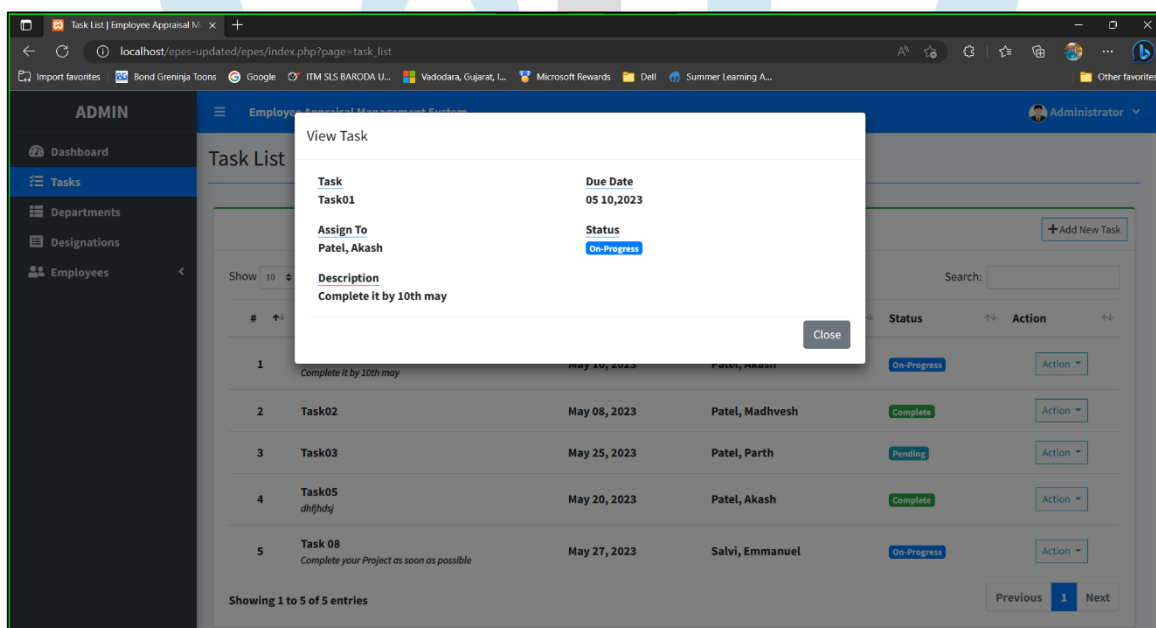 Task List | Employee Appraisal M
localhost/epes-updated/epes/index.php?page=task_list
Import favorites Bond Greninja Toons Google ITM SLS BARODA U... Vadodara, Gujarat, I... Microsoft Rewards Dell Summer Learning A... Other favorites
ADMIN Employee Appraisal Management System Administrator
Dashboard
Tasks
Departments
Designations
Employees
Task List
+Add New Task
View Task
Task Due Date
Task01 05 10,2023
Assign To Status
Patel, Akash On-Progress
Description
Complete it by 10th may
Close
Show 10 Search:
# Status Action
1 May 10, 2023 Patel, Akash On-Progress Action
Complete it by 10th may
2 Task02 May 08, 2023 Patel, Madhvesh Complete Action
3 Task03 May 25, 2023 Patel, Parth Pending Action
4 Task05 May 20, 2023 Patel, Akash Complete Action
dhfjhdsj
5 Task 08 May 27, 2023 Salvi, Emmanuel On-Progress Action
Complete your Project as soon as possible
Showing 1 to 5 of 5 entries Previous 1 Next